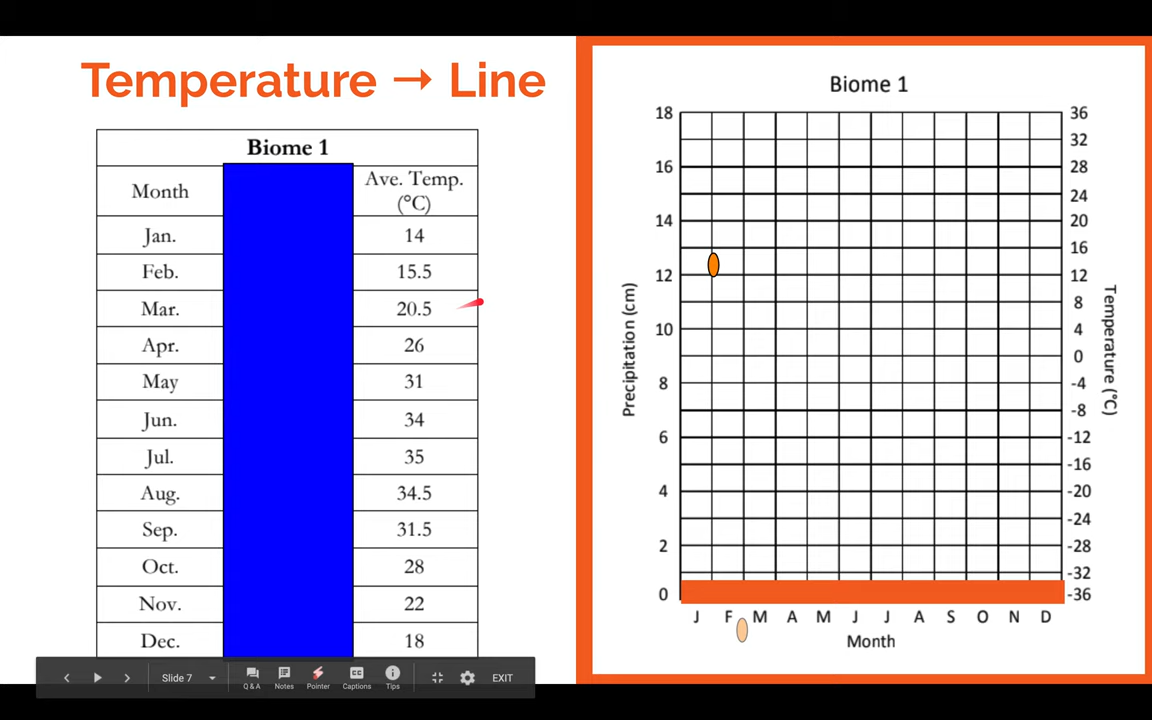 Temperature → Line
Biome 1
Month
Ave. Temp.
(°C)
Jan. 14
Feb. 15.5
Mar. 20.5
Apr. 26
May 31
Jun. 34
Jul. 35
Aug. 34.5
Sep. 31.5
Oct. 28
Nov. 22
Dec. 18
Slide 7
Q & A
Notes
Pointer
CC
Captions
Tips
EXIT
Biome 1
Precipitation (cm)
18
16
14
12
10
8
6
4
2
0
36
32
28
24
20
16
12
8
4
0
-4
-8
-12
-16
-20
-24
-28
-32
-36
Temperature (°C)
J F M A M J J A S O N D
Month